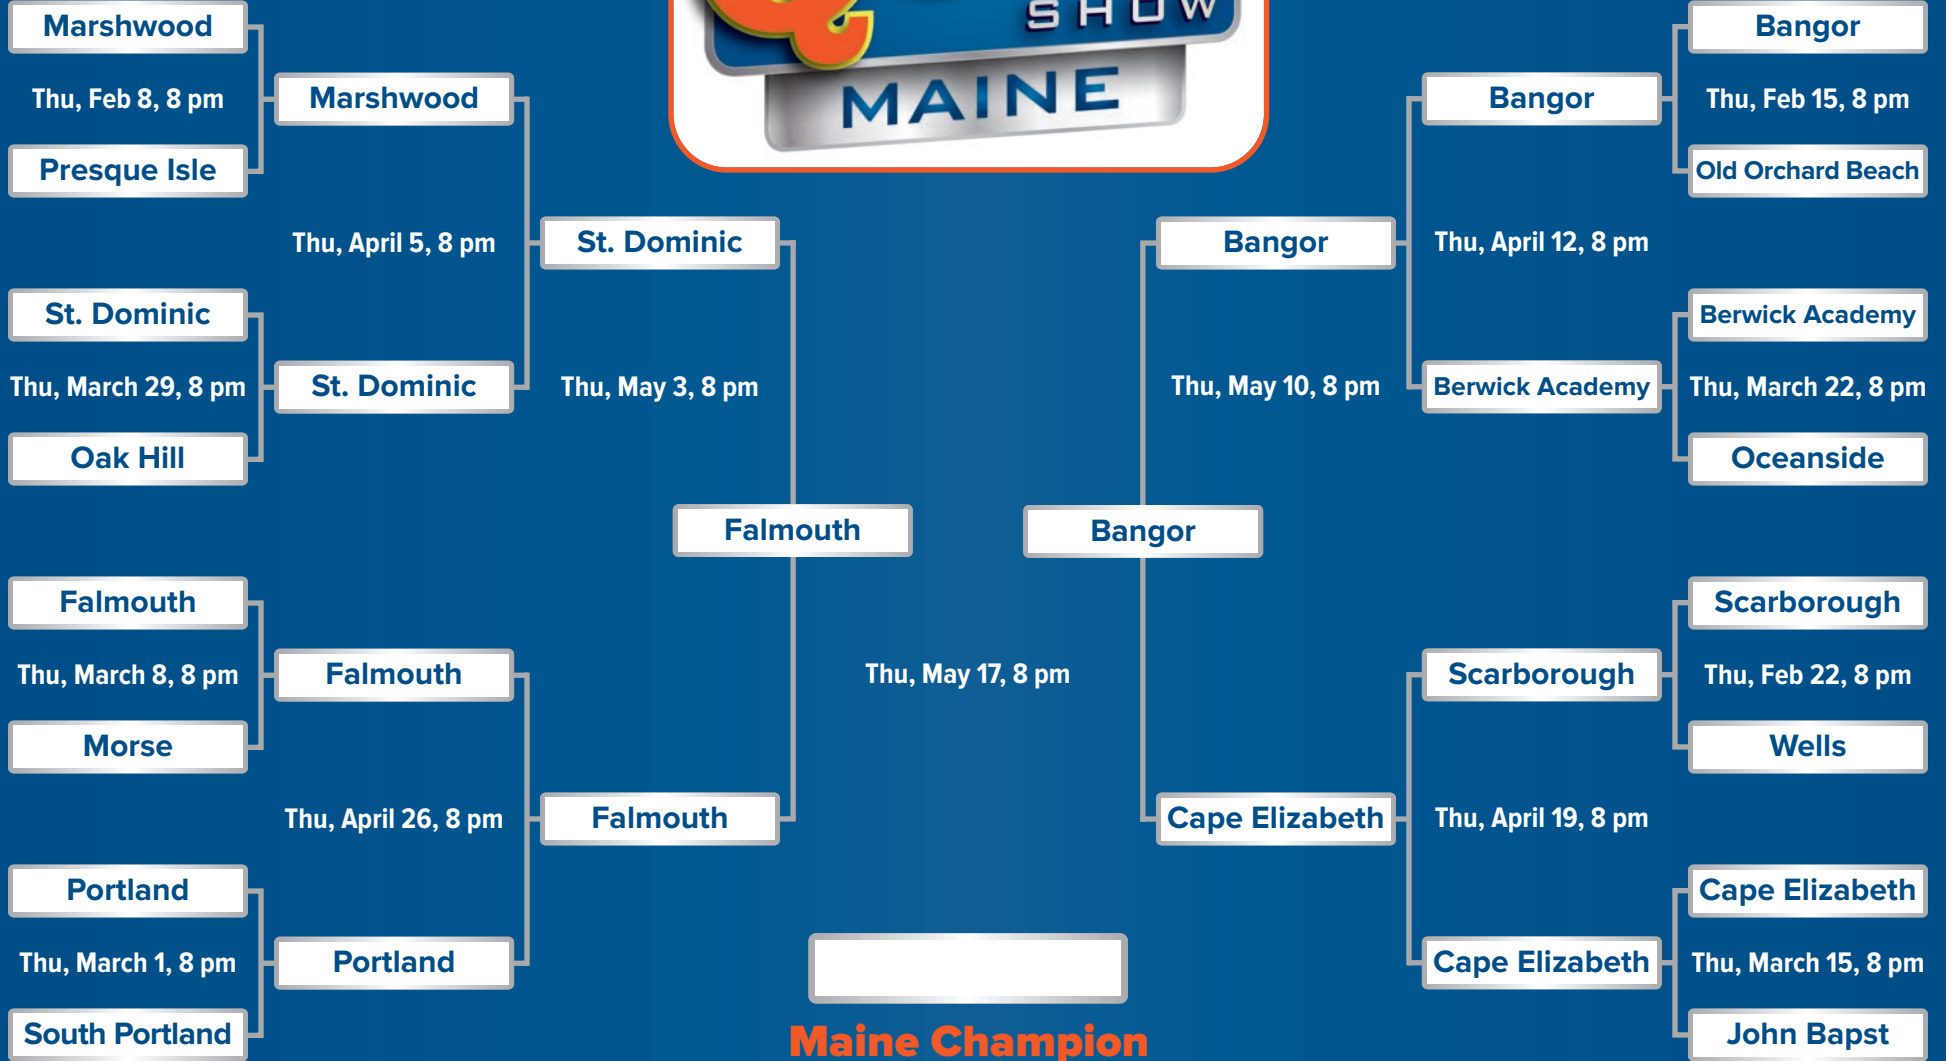 SHOW
MAINE
Marshwood
Thu, Feb 8, 8 pm
Presque Isle
Marshwood
Thu, April 5, 8 pm
St. Dominic
Thu, March 29, 8 pm
Oak Hill
St. Dominic
St. Dominic
Thu, May 3, 8 pm
Falmouth
Falmouth
Thu, March 8, 8 pm
Morse
Falmouth
Thu, April 26, 8 pm
Falmouth
Portland
Thu, March 1, 8 pm
South Portland
Portland
Thu, May 17, 8 pm
Bangor
Thu, Feb 15, 8 pm
Old Orchard Beach
Bangor
Thu, April 12, 8 pm
Bangor
Berwick Academy
Thu, March 22, 8 pm
Oceanside
Berwick Academy
Thu, May 10, 8 pm
Bangor
Scarborough
Thu, Feb 22, 8 pm
Wells
Scarborough
Thu, April 19, 8 pm
Cape Elizabeth
Cape Elizabeth
Thu, March 15, 8 pm
John Bapst
Cape Elizabeth
Maine Champion